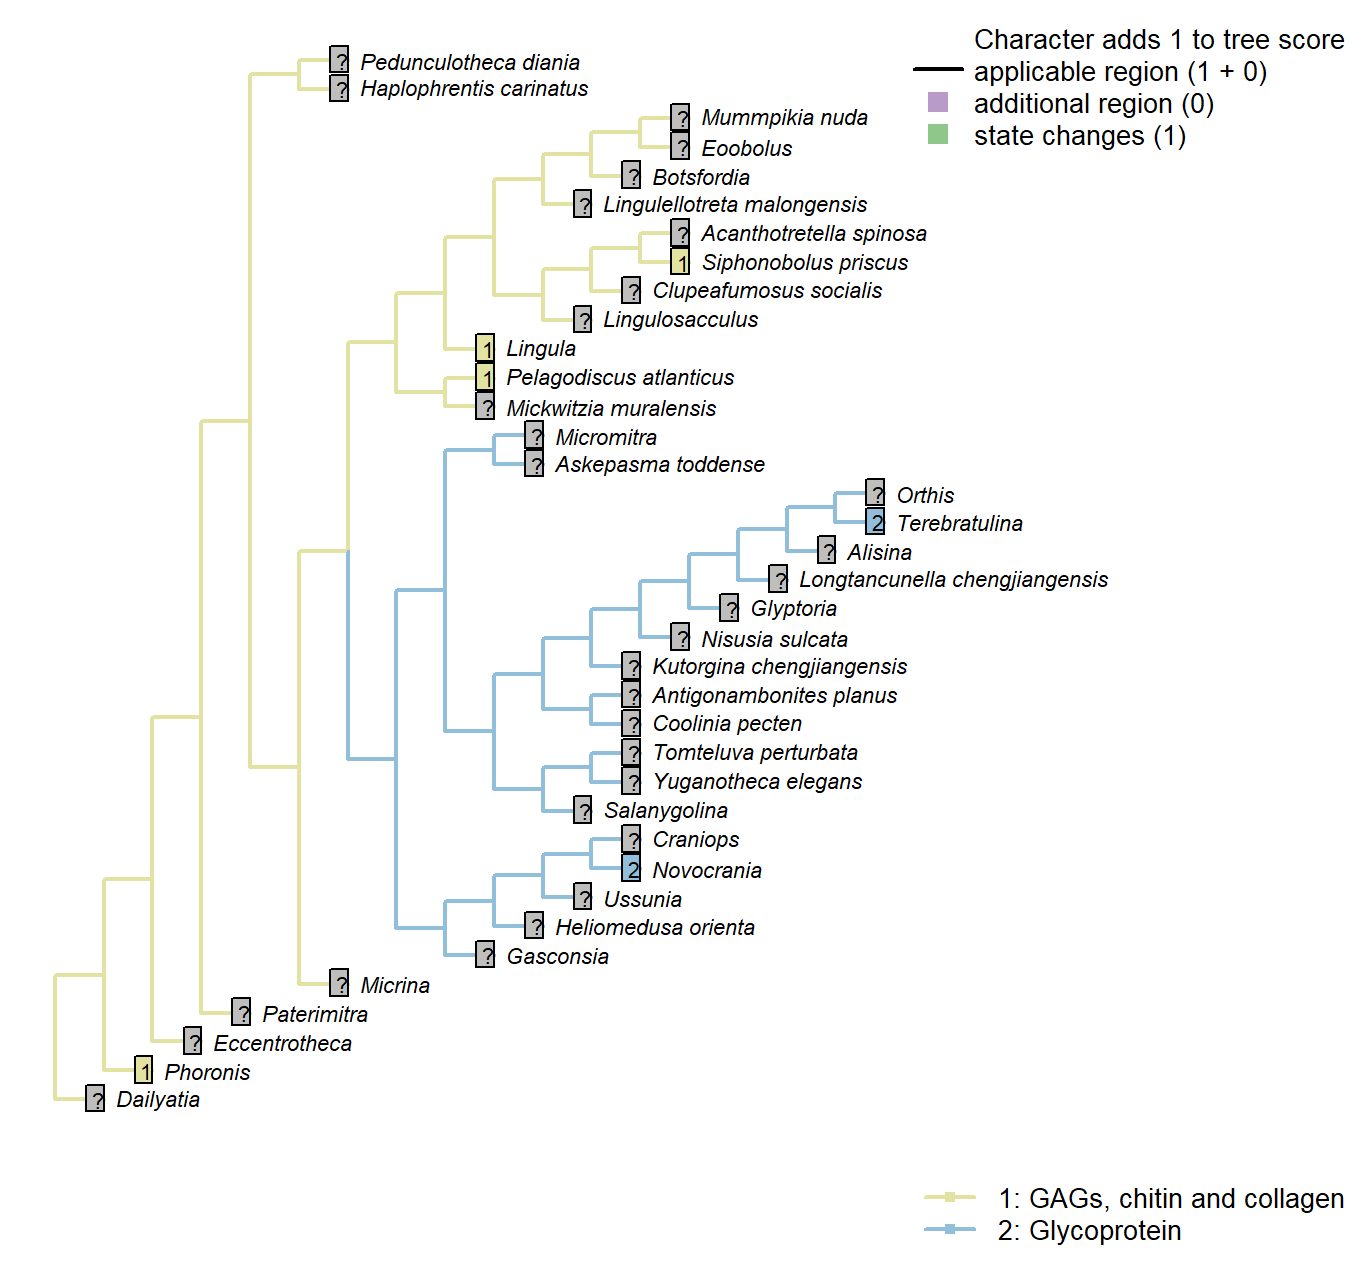 Character adds 1 to tree score
applicable region (1 + 0)
additional region (0)
state changes (1)
? Pedunculotheca diania
? Haplophrentis carinatus
? Mummpikia nuda
? Eoobolus
? Botsfordia
? Lingulellotreta malongensis
? Acanthotretella spinosa
1 Siphonobolus priscus
? Clupeafumosus socialis
? Lingulosacculus
1 Lingula
1 Pelagodiscus atlanticus
? Mickwitzia muralensis
? Micromitra
? Askepasma toddense
? Orthis
2 Terebratulina
? Alisina
? Longtancunella chengjiangensis
? Glyptoria
? Nisusia sulcata
? Kutorgina chengjiangensis
? Antigonambonites planus
? Coolinia pecten
? Tomteluva perturbata
? Yuganotheca elegans
? Salanygolina
? Craniops
2 Novocrania
? Ussunia
? Heliomedusa orienta
? Gasconsia
? Micrina
? Paterimitra
? Eccentrotheca
1 Phoronis
? Dailyatia
1: GAGs, chitin and collagen
2: Glycoprotein